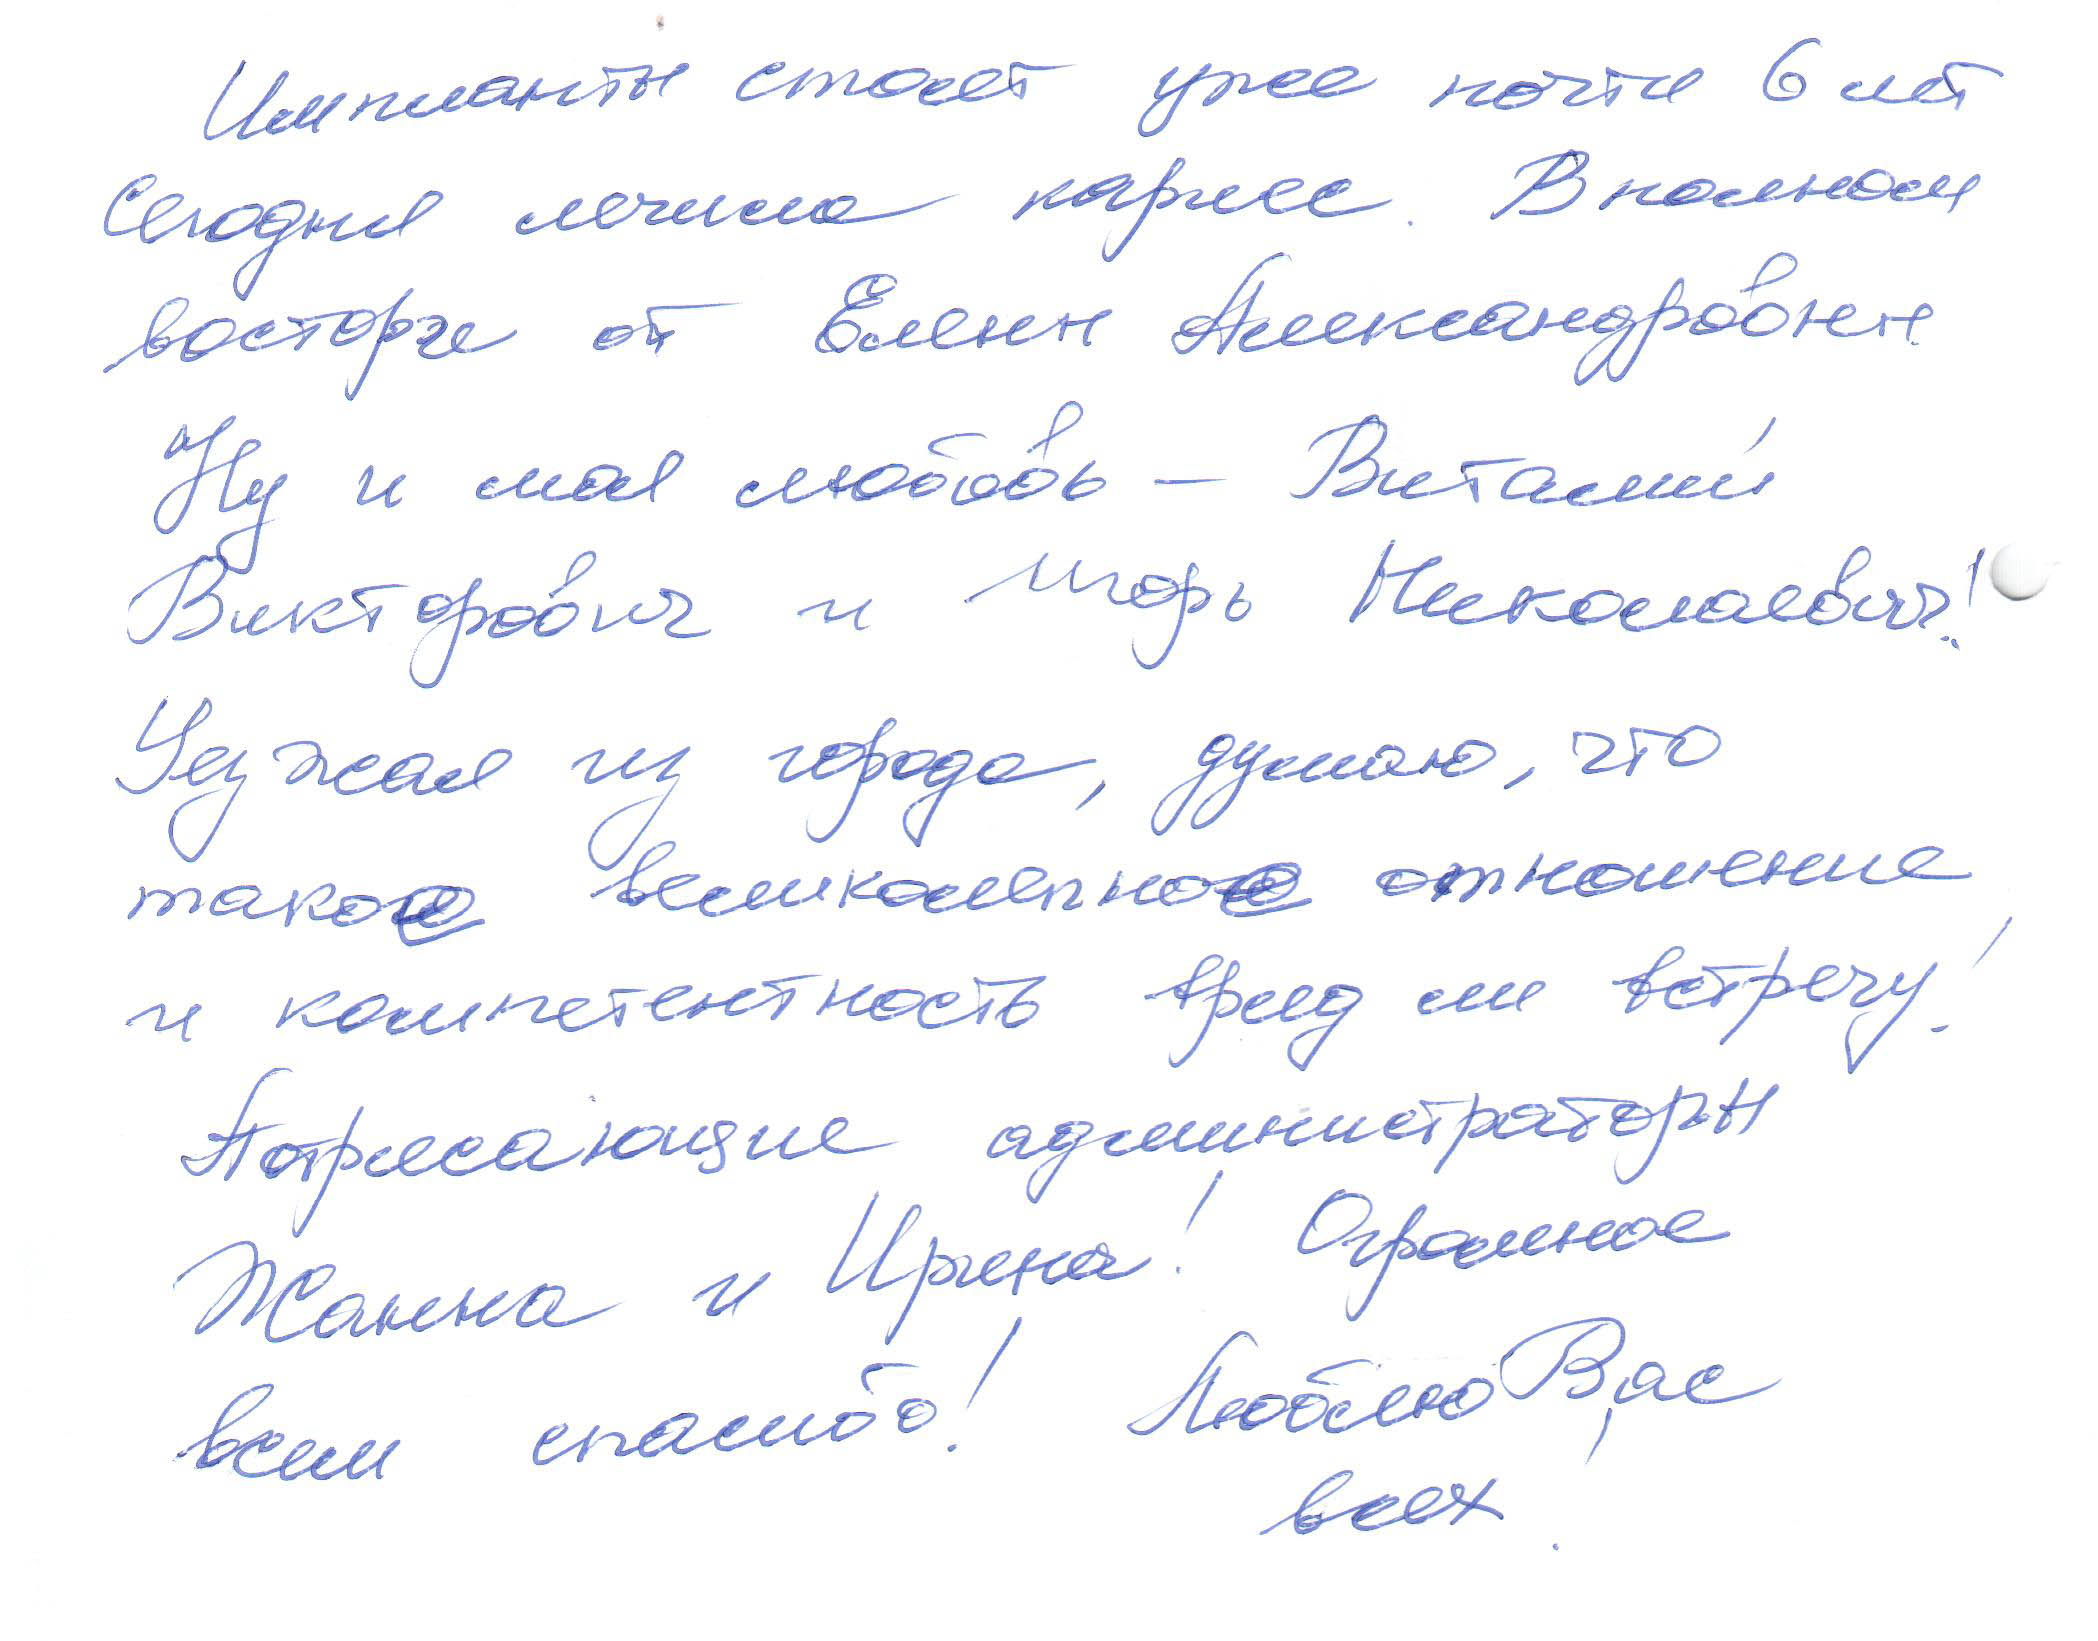 Импланты стоят уже почти 6 лет
Сегодня лечила кариес. В полном
восторге от Елены Александровны.
Ну и моя любовь – Виталий
Викторович и Игорь Николаевич!
Уезжая из города, думаю, что
такое великолепное отношение
и компетентность вряд ли встречу!
Потрясающие администраторы
Жанна и Ирина! Огромное
всем спасибо! Люблю Вас
всех!